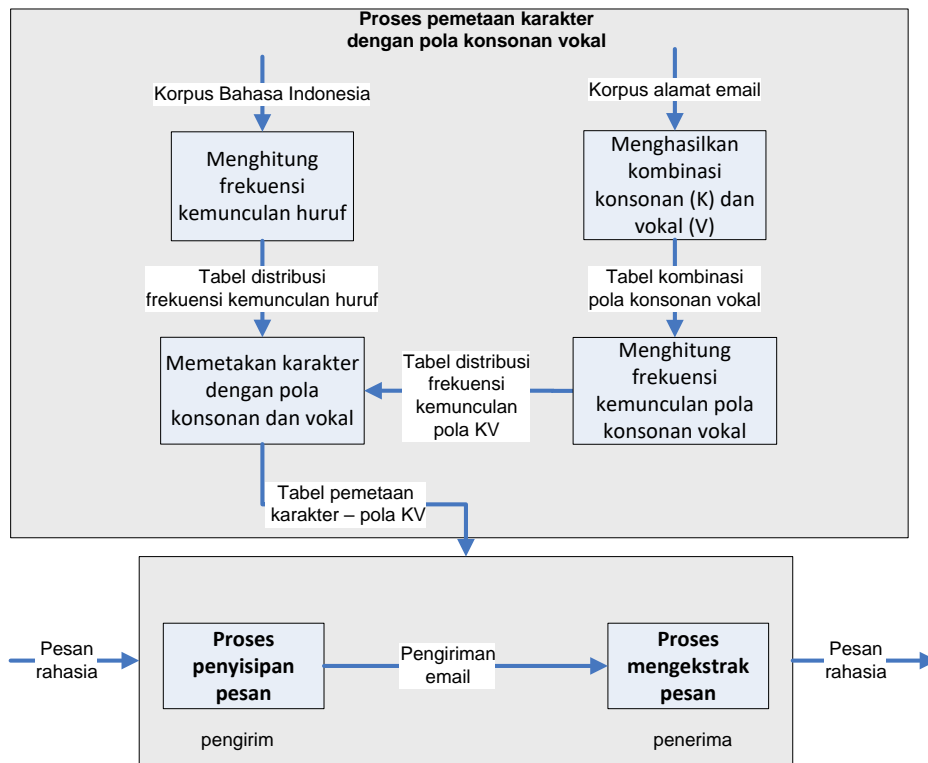 Proses pemetaan karakter
dengan pola konsonan vokal
Korpus Bahasa Indonesia
Korpus alamat email
Menghitung
frekuensi
kemunculan huruf
Menghasilkan
kombinasi
konsonan (K) dan
vokal (V)
Tabel distribusi
frekuensi kemunculan huruf
Tabel kombinasi
pola konsonan vokal
Memetakan karakter
dengan pola
konsonan dan vokal
Tabel distribusi
frekuensi
kemunculan
pola KV
Menghitung
frekuensi
kemunculan pola
konsonan vokal
Tabel pemetaan
karakter – pola KV
Pesan
rahasia
Proses
penyisipan
pesan
Pengiriman
email
Proses
mengekstrak
pesan
Pesan
rahasia
pengirim
penerima